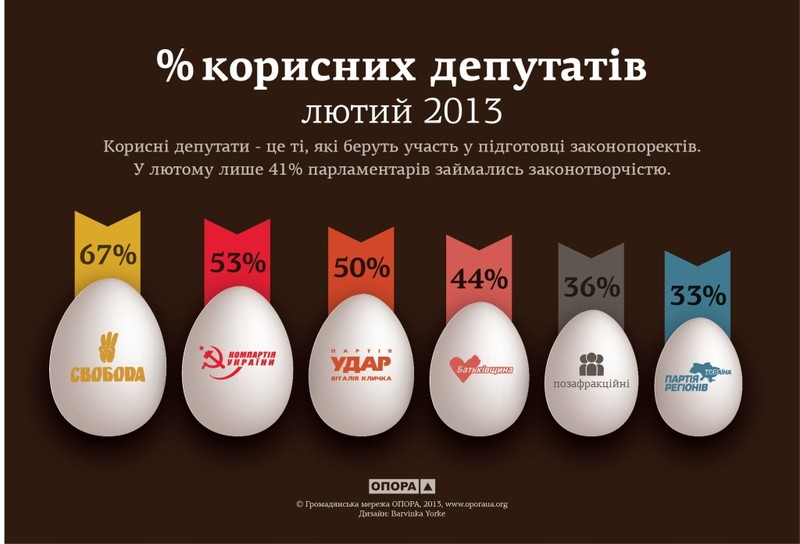 % корисних депутатів
лютий 2013
Корисні депутати - це ті, які беруть участь у підготовці законопоректів.
У лютому лише 41% парламентарів займались законотворчістю.
67%
53%
50%
44%
36%
33%
СВОБОДА
КОМПАРТІЯ
УКРАЇНИ
ПАРТІЯ
УДАР
ВІТАЛІЯ КЛИЧКА
Батьківщина
позафракційні
УКРАЇНА
ПАРТІЯ
РЕГІОНІВ
ОПОРА
© Громадянська мережа ОПОРА, 2013, www.oporaua.org
Дизайн: Barvinka Yorke